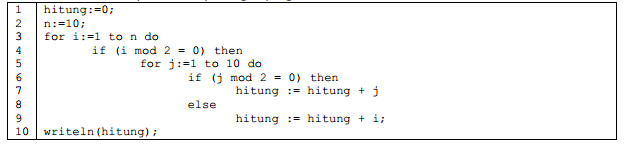 1 hitung:=0;
2 n:=10;
3 for i:=1 to n do
4 if (i mod 2 = 0) then
5 for j:=1 to 10 do
6 if (j mod 2 = 0) then
7 hitung := hitung + j
8 else
9 hitung := hitung + i;
10 writeln(hitung);